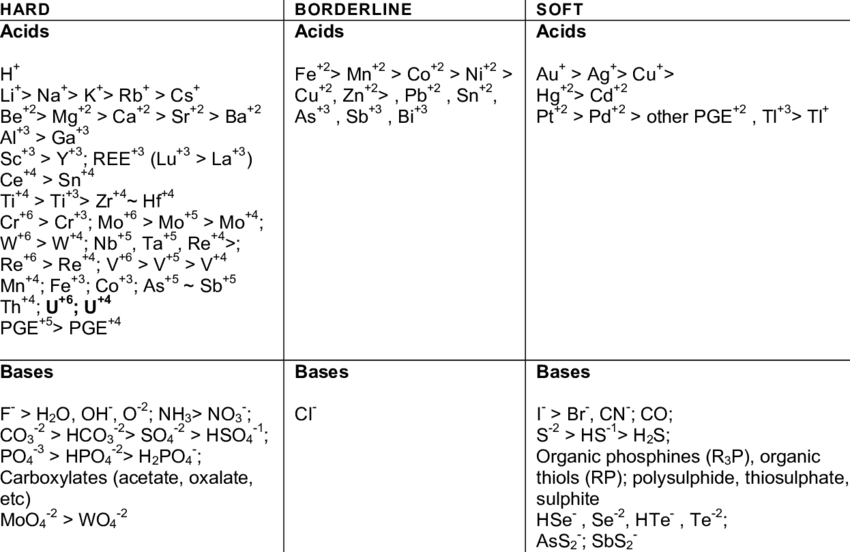 HARD
BORDERLINE
SOFT
Acids
H⁺
Li⁺> Na⁺> K⁺> Rb⁺ > Cs⁺
Be⁺²> Mg⁺² > Ca⁺² > Sr⁺² > Ba⁺²
Al⁺³ > Ga⁺³
Sc⁺³ > Y⁺³; REE⁺³ (Lu⁺³ > La⁺³)
Ce⁺⁴ > Sn⁺⁴
Ti⁺⁴ > Ti⁺³> Zr⁺⁴~ Hf⁺⁴
Cr⁺⁶ > Cr⁺³; Mo⁺⁶ > Mo⁺⁵ > Mo⁺⁴;
W⁺⁶ > W⁺⁴; Nb⁺⁵, Ta⁺⁵, Re⁺⁴>;
Re⁺⁶ > Re⁺⁴; V⁺⁶ > V⁺⁵ > V⁺⁴
Mn⁺⁴; Fe⁺³; Co⁺³; As⁺⁵ ~ Sb⁺⁵
Th⁺⁴; U⁺⁶; U⁺⁴
PGE⁺⁵> PGE⁺⁴
Acids
Fe⁺²> Mn⁺² > Co⁺² > Ni⁺² >
Cu⁺², Zn⁺²> , Pb⁺² , Sn⁺²,
As⁺³ , Sb⁺³ , Bi⁺³
Acids
Au⁺ > Ag⁺> Cu⁺>
Hg⁺²> Cd⁺²
Pt⁺² > Pd⁺² > other PGE⁺² , Tl⁺³> Tl⁺
Bases
F⁻ > H₂O, OH⁻, O⁻²; NH₃> NO₃⁻;
CO₃⁻² > HCO₃⁻²> SO₄⁻² > HSO₄⁻¹;
PO₄⁻³ > HPO₄⁻²> H₂PO₄⁻;
Carboxylates (acetate, oxalate,
etc)
MoO₄⁻² > WO₄⁻²
Bases
Cl⁻
Bases
I⁻ > Br⁻, CN⁻; CO;
S⁻² > HS⁻¹> H₂S;
Organic phosphines (R₃P), organic
thiols (RP); polysulphide, thiosulphate,
sulphite
HSe⁻ , Se⁻², HTe⁻ , Te⁻²;
AsS₂⁻; SbS₂⁻